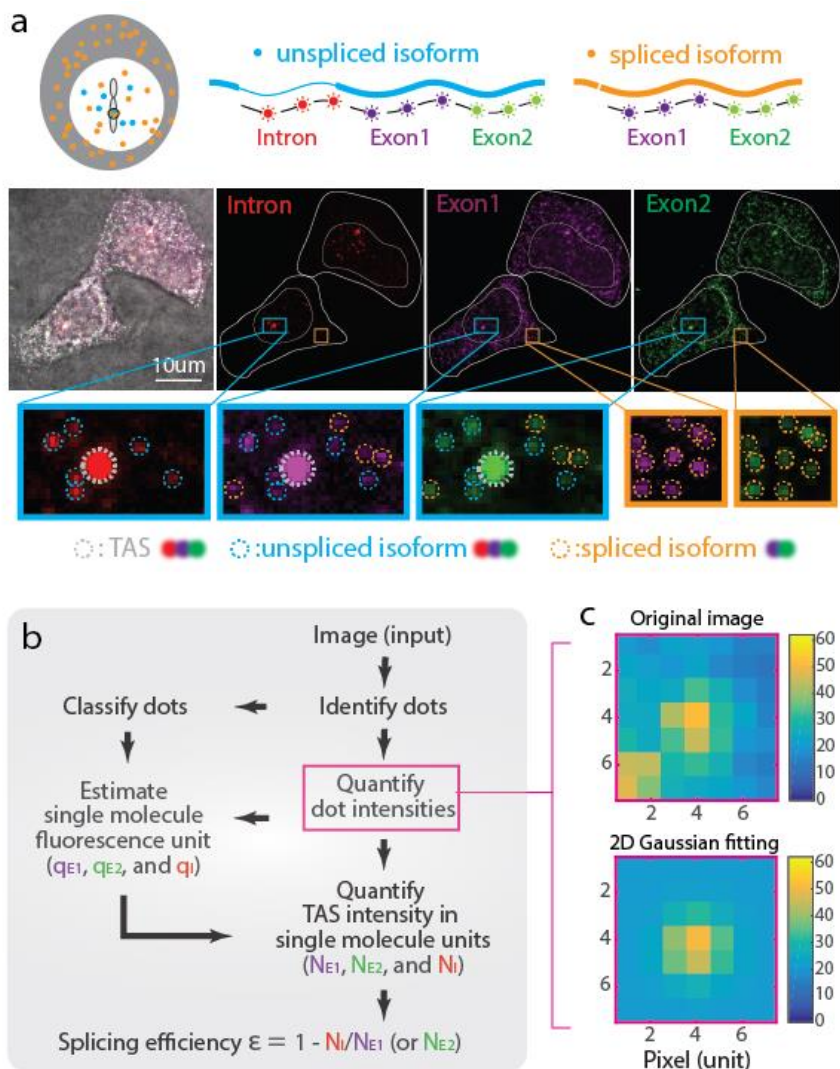 a
unspliced isoform
spliced isoform
Intron
Exon1
Exon2
Exon1
Exon2
Intron
Exon1
Exon2
10um
: TAS
:unspliced isoform
:spliced isoform
b
Image (input)
Classify dots
Identify dots
Estimate
single molecule
fluorescence unit
(qE1, qE2, and qI)
Quantify
dot intensities
Quantify
TAS intensity in
single molecule units
(NE1, NE2, and NI)
Splicing efficiency ε = 1 - NI/NE1 (or NE2)
c
Original image
2
4
6
2 4 6
60
50
40
30
20
10
0
2D Gaussian fitting
2
4
6
2 4 6
60
50
40
30
20
10
0
Pixel (unit)